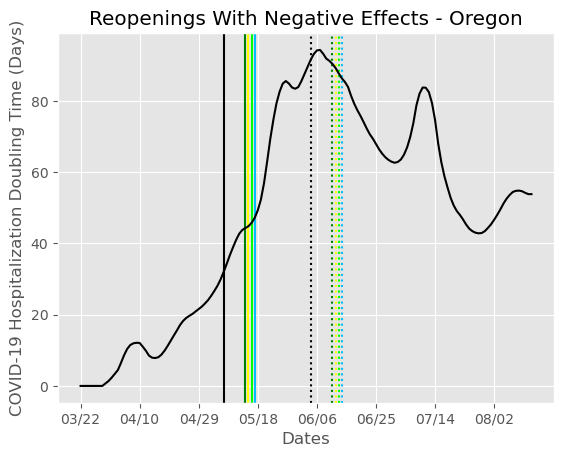 Reopenings With Negative Effects - Oregon
COVID-19 Hospitalization Doubling Time (Days)
80
60
40
20
0
03/22 04/10 04/29 05/18 06/06 06/25 07/14 08/02
Dates